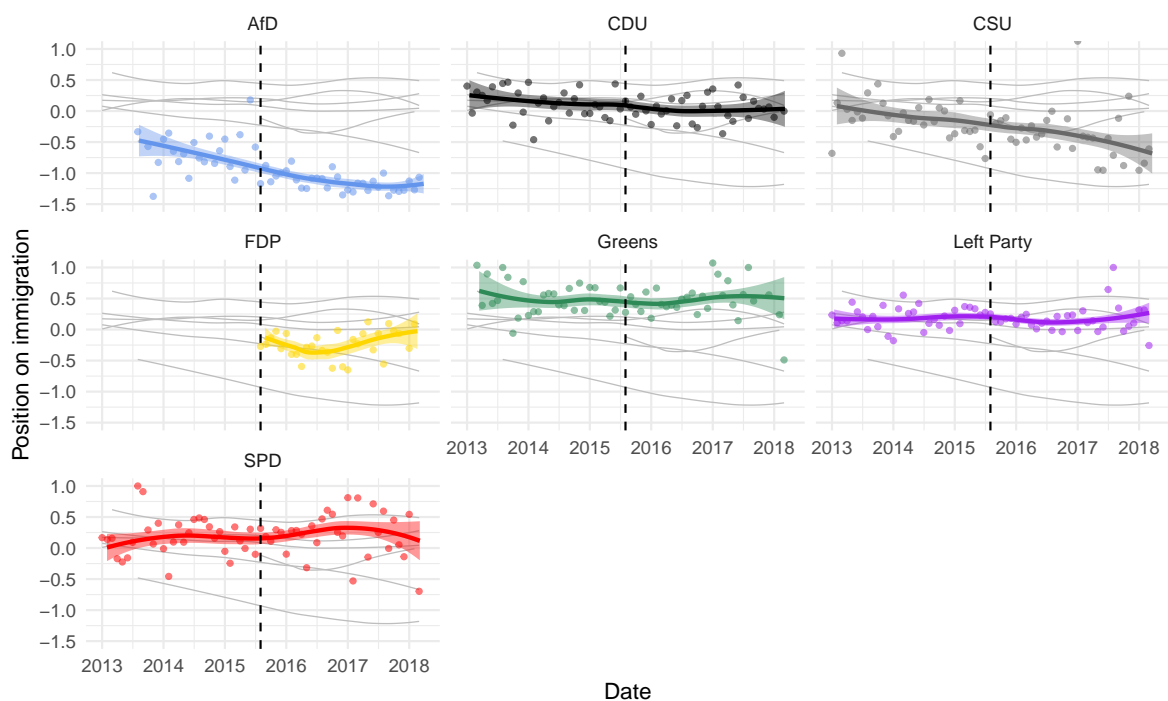 AfD CDU CSU
1.0
0.5
0.0
−0.5
−1.0
−1.5
FDP Greens Left Party
1.0
0.5
0.0
−0.5
−1.0
−1.5
2013 2014 2015 2016 2017 2018 2013 2014 2015 2016 2017 2018
SPD
1.0
0.5
0.0
−0.5
−1.0
−1.5
2013 2014 2015 2016 2017 2018
Position on immigration
Date